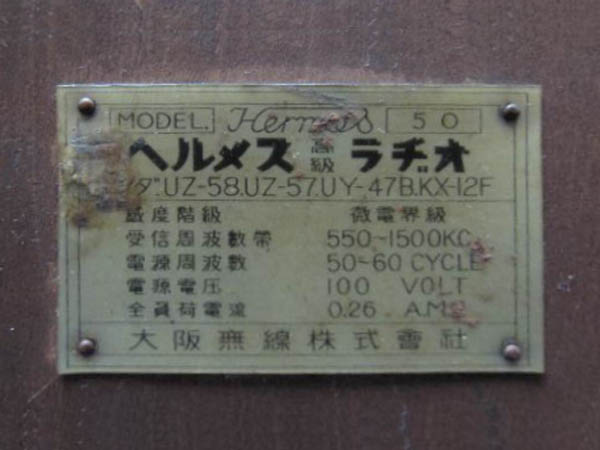 MODEL. Hermes 50
ヘルメス 高級 ラヂオ
UZ-58.UZ-57.UY-47B.KX-12F
感度階級 微電界級
受信周波數帶 550~1500KC
電源周波數 50~60 CYCLE
電源電圧 100 VOLT
全負荷電流 0.26 AMP
大阪無線株式會社